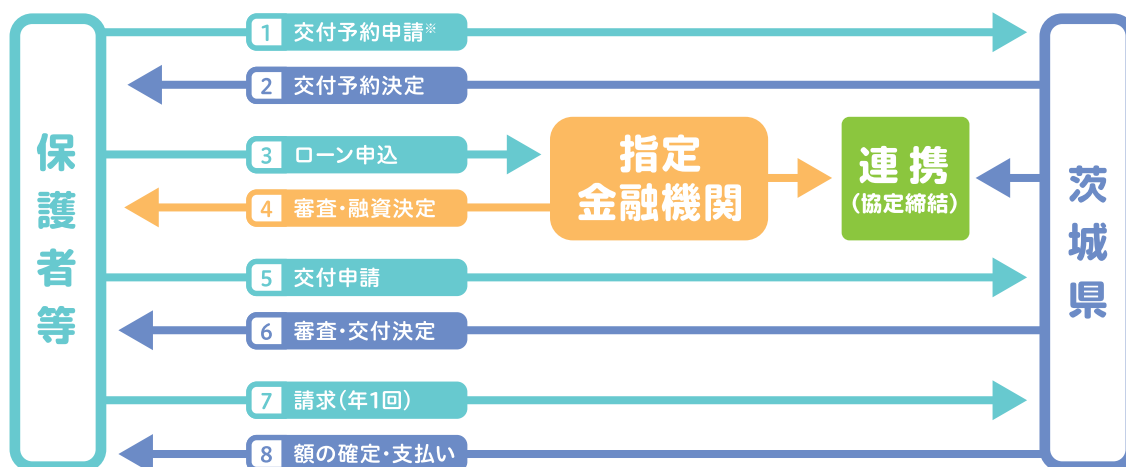 保護者等
1 交付予約申請※
2 交付予約決定
3 ローン申込
4 審査・融資決定
指定
金融機関
連携
(協定締結)
5 交付申請
6 審査・交付決定
7 請求(年1回)
8 額の確定・支払い
茨城県